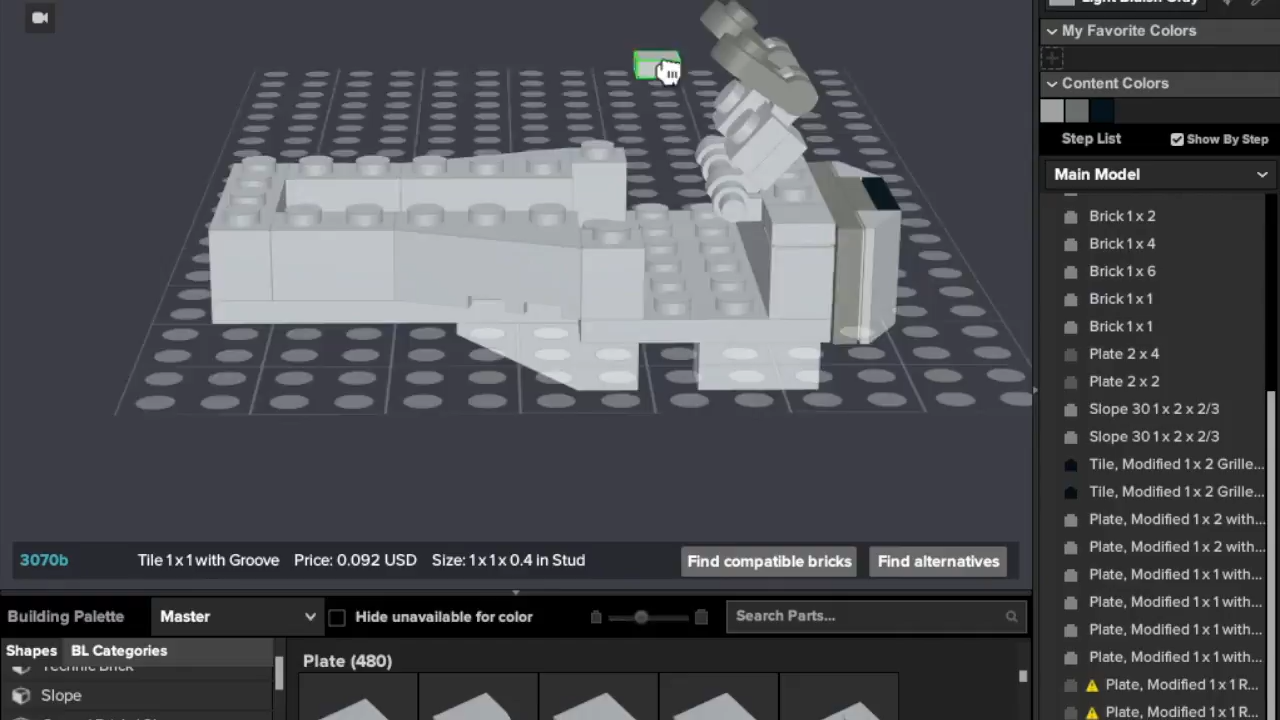 Light Bluish Gray
My Favorite Colors
Content Colors
Step List
Show By Step
Main Model
Brick 1 x 2
Brick 1 x 4
Brick 1 x 6
Brick 1 x 1
Brick 1 x 1
Plate 2 x 4
Plate 2 x 2
Slope 30 1 x 2 x 2/3
Slope 30 1 x 2 x 2/3
Tile, Modified 1 x 2 Grille...
Tile, Modified 1 x 2 Grille...
Plate, Modified 1 x 2 with...
Plate, Modified 1 x 2 with...
Plate, Modified 1 x 1 with...
Plate, Modified 1 x 1 with...
Plate, Modified 1 x 1 with...
Plate, Modified 1 x 1 with...
Plate, Modified 1 x 1 R...
Plate, Modified 1 x 1 R...
3070b Tile 1 x 1 with Groove Price: 0.092 USD Size: 1 x 1 x 0.4 in Stud Find compatible bricks Find alternatives
Building Palette Master Hide unavailable for color Search Parts...
Shapes BL Categories
Technic Brick
Slope
Plate (480)